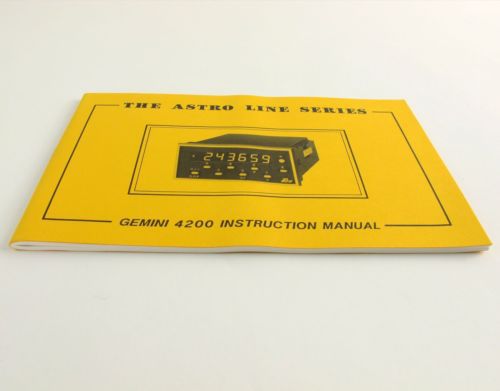 THE ASTRO LINE SERIES
243659
GEMINI 4200 INSTRUCTION MANUAL